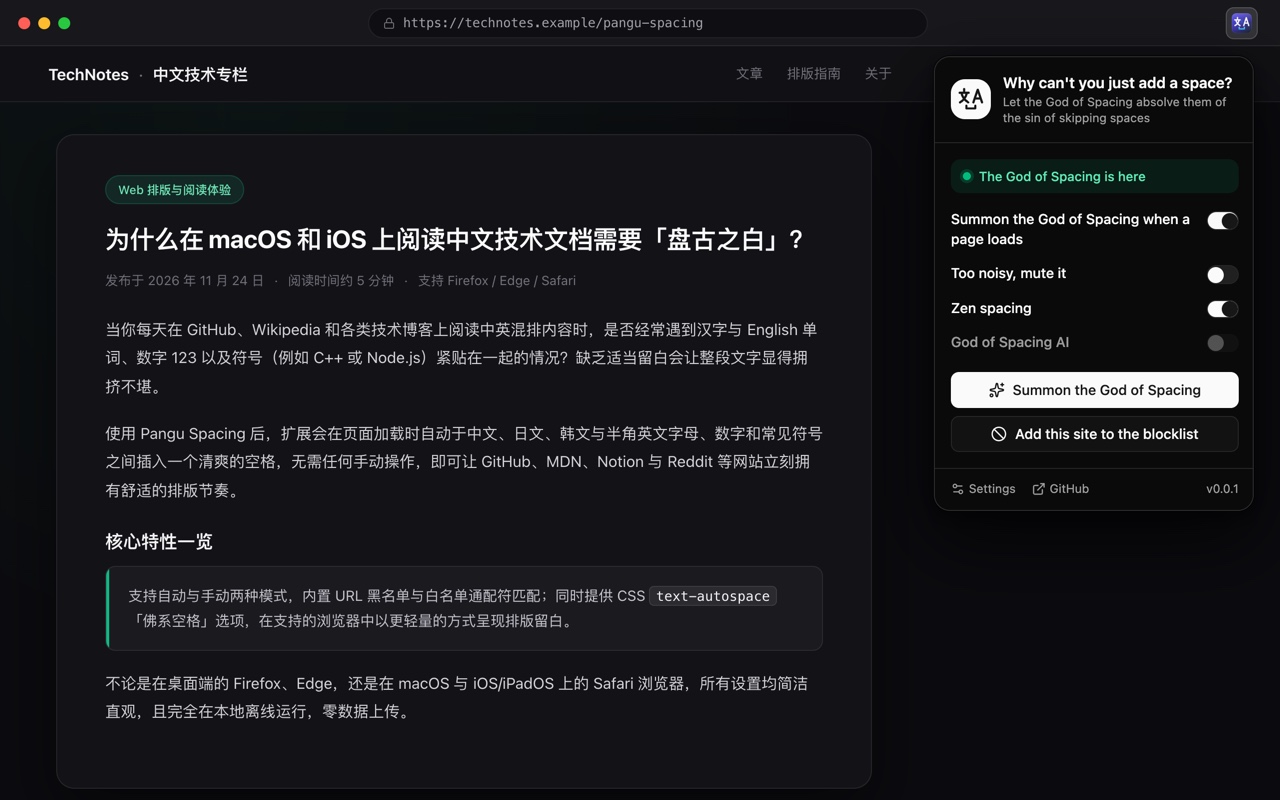 https://technotes.example/pangu-spacing
文A
TechNotes · 中文技术专栏
文章 排版指南 关于
Web 排版与阅读体验
为什么在 macOS 和 iOS 上阅读中文技术文档需要「盘古之白」？
发布于 2026 年 11 月 24 日 · 阅读时间约 5 分钟 · 支持 Firefox / Edge / Safari
当你每天在 GitHub、Wikipedia 和各类技术博客上阅读中英混排内容时，是否经常遇到汉字与 English 单
词、数字 123 以及符号（例如 C++ 或 Node.js）紧贴在一起的情况？缺乏适当留白会让整段文字显得拥
挤不堪。
使用 Pangu Spacing 后，扩展会在页面加载时自动于中文、日文、韩文与半角英文字母、数字和常见符号
之间插入一个清爽的空格，无需任何手动操作，即可让 GitHub、MDN、Notion 与 Reddit 等网站立刻拥
有舒适的排版节奏。
核心特性一览
支持自动与手动两种模式，内置 URL 黑名单与白名单通配符匹配；同时提供 CSS text-autospace
「佛系空格」选项，在支持的浏览器中以更轻量的方式呈现排版留白。
不论是在桌面端的 Firefox、Edge，还是在 macOS 与 iOS/iPadOS 上的 Safari 浏览器，所有设置均简洁
直观，且完全在本地离线运行，零数据上传。
文A
Why can't you just add a space?
Let the God of Spacing absolve them of
the sin of skipping spaces
The God of Spacing is here
Summon the God of Spacing when a
page loads
Too noisy, mute it
Zen spacing
God of Spacing AI
Summon the God of Spacing
Add this site to the blocklist
Settings GitHub v0.0.1